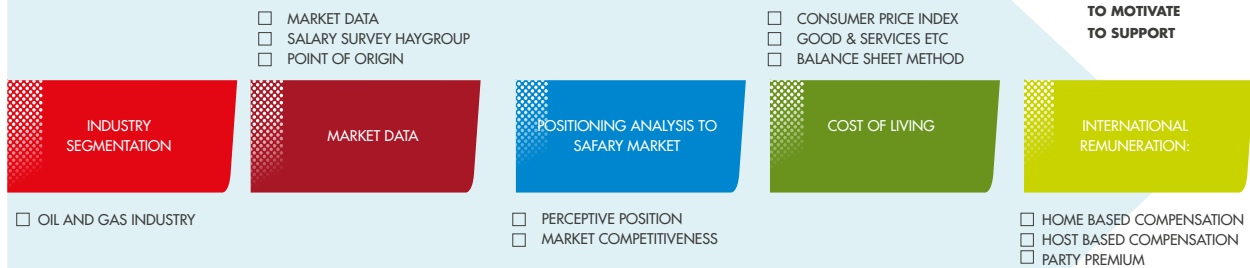 TO MOTIVATE
TO SUPPORT
MARKET DATA
SALARY SURVEY HAYGROUP
POINT OF ORIGIN
CONSUMER PRICE INDEX
GOOD & SERVICES ETC
BALANCE SHEET METHOD
INDUSTRY
SEGMENTATION
MARKET DATA
POSITIONING ANALYSIS TO
SAFARY MARKET
COST OF LIVING
INTERNATIONAL
REMUNERATION:
OIL AND GAS INDUSTRY
PERCEPTIVE POSITION
MARKET COMPETITIVENESS
HOME BASED COMPENSATION
HOST BASED COMPENSATION
PARTY PREMIUM